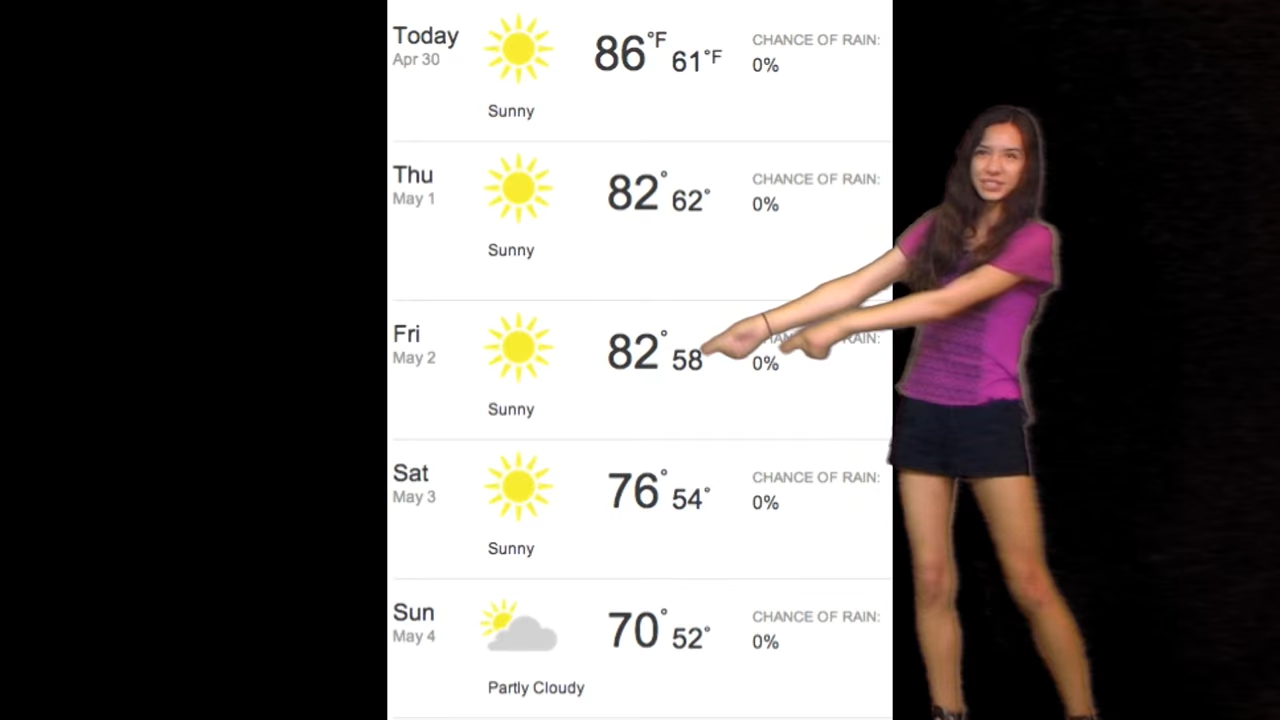 Today
Apr 30
86°F 61°F
CHANCE OF RAIN:
0%
Sunny
Thu
May 1
82° 62°
CHANCE OF RAIN:
0%
Sunny
Fri
May 2
82° 58
RAIN:
0%
Sunny
Sat
May 3
76° 54°
CHANCE OF RAIN:
0%
Sunny
Sun
May 4
70° 52°
CHANCE OF RAIN:
0%
Partly Cloudy